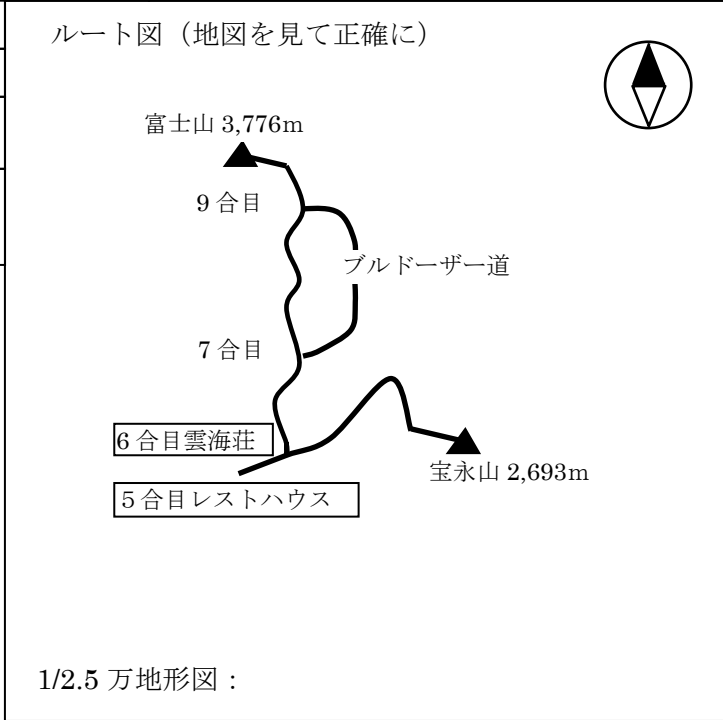 ルート図（地図を見て正確に）
富士山 3,776m
9 合目
ブルドーザー道
7 合目
6 合目雲海荘
宝永山 2,693m
５合目レストハウス
1/2.5 万地形図：